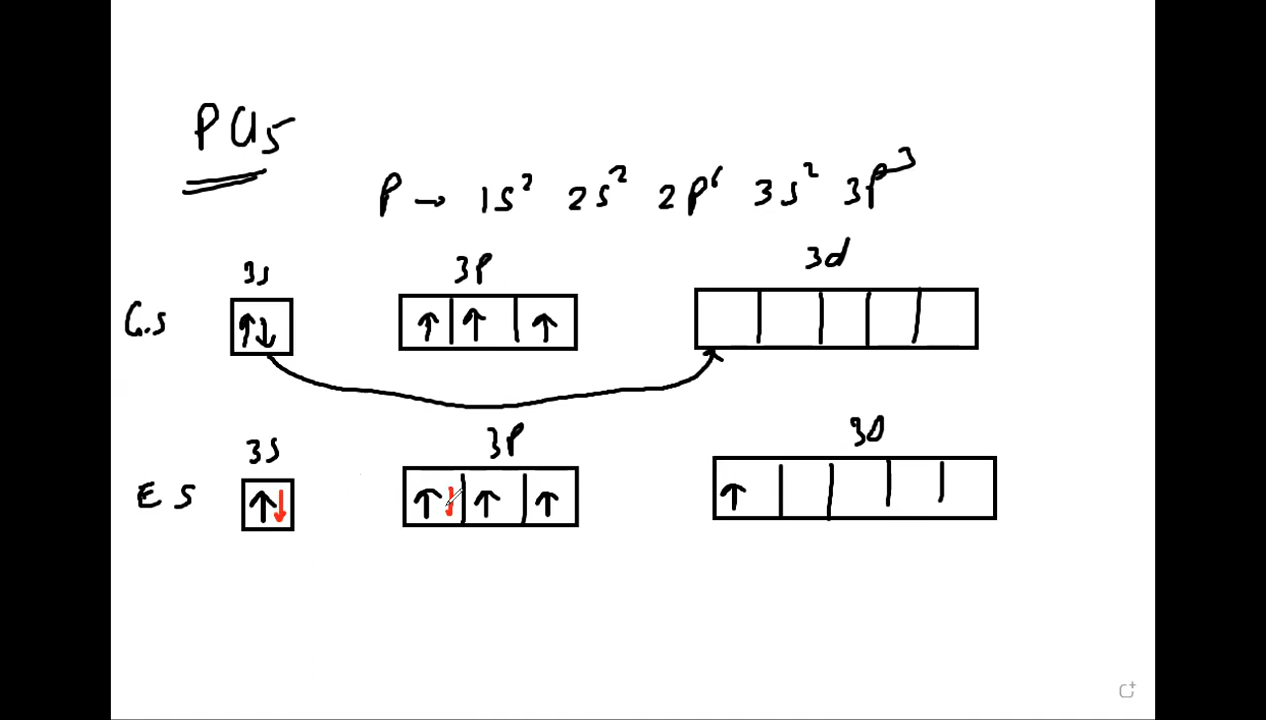 PCl5
P → 1s² 2s² 2p⁶ 3s² 3p³
3s 3p 3d
G.S ↑↓ ↑ ↑ ↑
3s 3p 3d
E S ↑↓ ↑↓ ↑ ↑ ↑